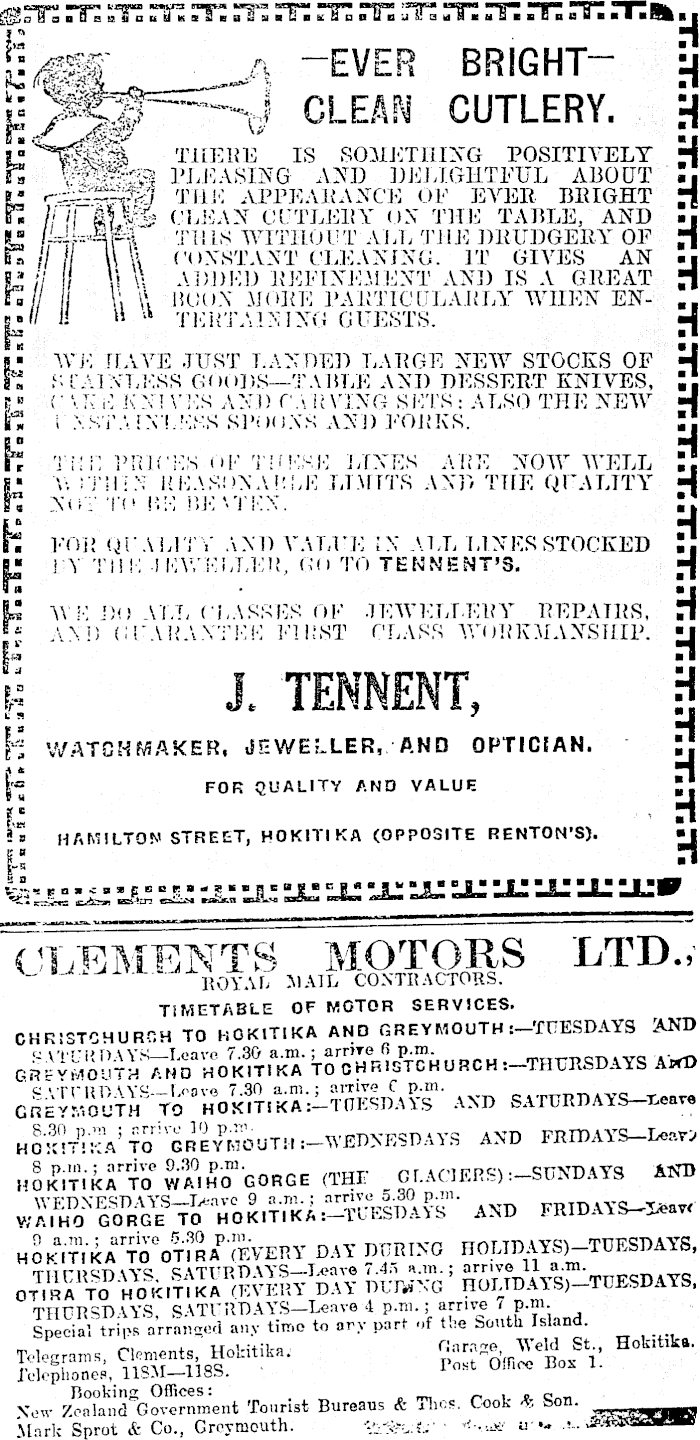 —EVER BRIGHT—
CLEAN CUTLERY.
THERE IS SOMETHING POSITIVELY
PLEASING AND DELIGHTFUL ABOUT
THE APPEARANCE OF EVER BRIGHT
CLEAN CUTLERY ON THE TABLE, AND
THIS WITHOUT ALL THE DRUDGERY OF
CONSTANT CLEANING. IT GIVES AN
ADDED REFINEMENT AND IS A GREAT
BOON MORE PARTICULARLY WHEN EN-
TERTAINING GUESTS.
WE HAVE JUST LANDED LARGE NEW STOCKS OF
STAINLESS GOODS—TABLE AND DESSERT KNIVES,
CAKE KNIVES AND CARVING SETS: ALSO THE NEW
UNSTAINLESS SPOONS AND FORKS.
THE PRICES OF THESE LINES ARE NOW WELL
WITHIN REASONABLE LIMITS AND THE QUALITY
NOT TO BE BEATEN.
FOR QUALITY AND VALUE IN ALL LINES STOCKED
BY THE JEWELLER, GO TO TENNENT'S.
WE DO ALL CLASSES OF JEWELLERY REPAIRS,
AND GUARANTEE FIRST CLASS WORKMANSHIP.
J. TENNENT,
WATCHMAKER, JEWELLER, AND OPTICIAN.
FOR QUALITY AND VALUE
HAMILTON STREET, HOKITIKA (OPPOSITE RENTON'S).
CLEMENTS MOTORS LTD.,
ROYAL MAIL CONTRACTORS.
TIMETABLE OF MOTOR SERVICES.
CHRISTCHURCH TO HOKITIKA AND GREYMOUTH:—TUESDAYS AND
SATURDAYS—Leave 7.30 a.m.; arrive 6 p.m.
GREYMOUTH AND HOKITIKA TO CHRISTCHURCH:—THURSDAYS AND
SATURDAYS—Leave 7.30 a.m.; arrive 6 p.m.
GREYMOUTH TO HOKITIKA:—TUESDAYS AND SATURDAYS—Leave
8.30 p.m ; arrive 10 p.m.
HOKITIKA TO GREYMOUTH:—WEDNESDAYS AND FRIDAYS—Leave
8 p.m.; arrive 9.30 p.m.
HOKITIKA TO WAIHO GORGE (THE GLACIERS):—SUNDAYS AND
WEDNESDAYS—Leave 9 a.m.; arrive 5.30 p.m.
WAIHO GORGE TO HOKITIKA:—TUESDAYS AND FRIDAYS—Leave
9 a.m.; arrive 5.30 p.m.
HOKITIKA TO OTIRA (EVERY DAY DURING HOLIDAYS)—TUESDAYS,
THURSDAYS, SATURDAYS—Leave 7.45 a.m.; arrive 11 a.m.
OTIRA TO HOKITIKA (EVERY DAY DURING HOLIDAYS)—TUESDAYS,
THURSDAYS, SATURDAYS—Leave 4 p.m.; arrive 7 p.m.
Special trips arranged any time to any part of the South Island.
Telegrams, Clements, Hokitika. Garage, Weld St., Hokitika.
Telephones, 118M—118S. Post Office Box 1.
Booking Offices:
New Zealand Government Tourist Bureaus & Thos. Cook & Son.
Mark Sprot & Co., Greymouth.